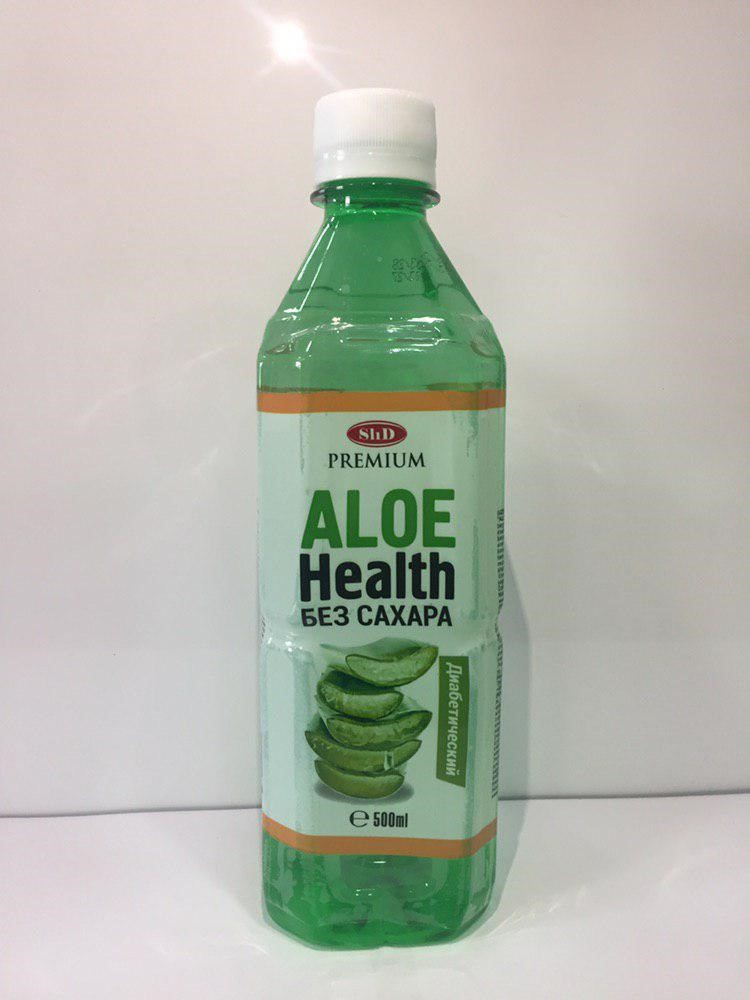 ShD
PREMIUM
ALOE
Health
БЕЗ САХАРА
Диабетический
℮ 500ml